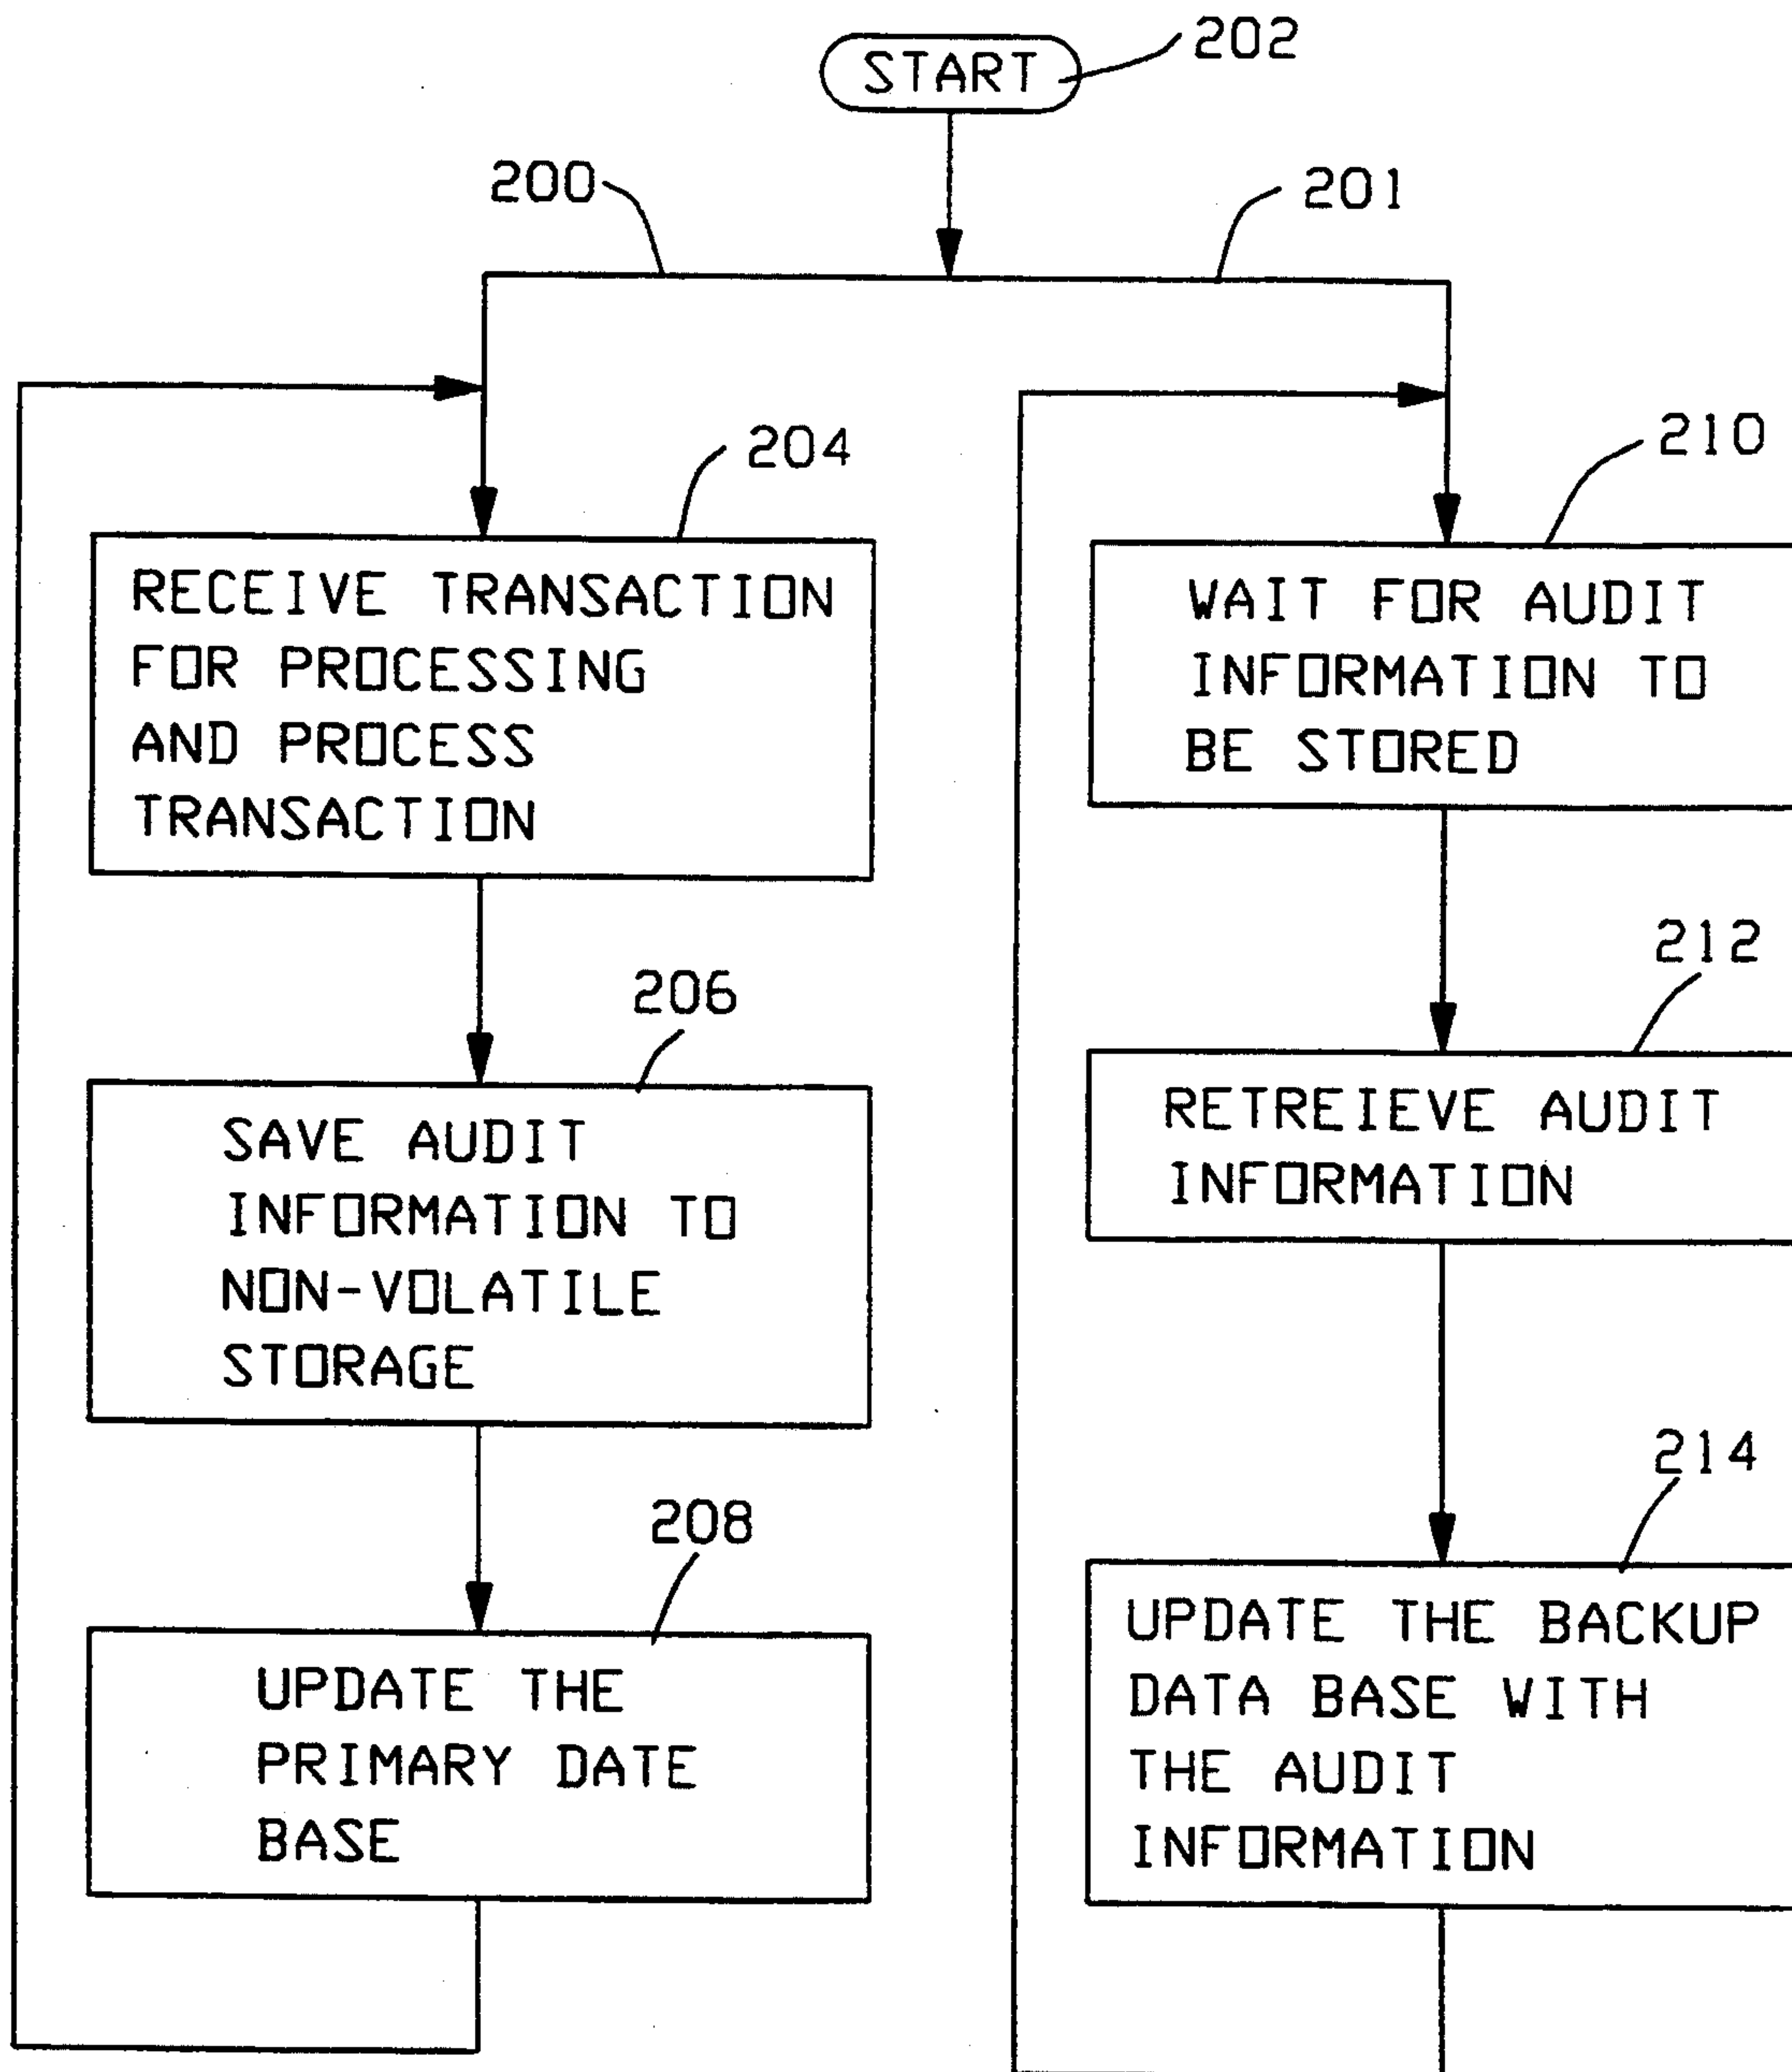 START
202
200
201
204
RECEIVE TRANSACTION
FOR PROCESSING
AND PROCESS
TRANSACTION
206
SAVE AUDIT
INFORMATION TO
NON-VOLATILE
STORAGE
208
UPDATE THE
PRIMARY DATE
BASE
210
WAIT FOR AUDIT
INFORMATION TO
BE STORED
212
RETREIEVE AUDIT
INFORMATION
214
UPDATE THE BACKUP
DATA BASE WITH
THE AUDIT
INFORMATION